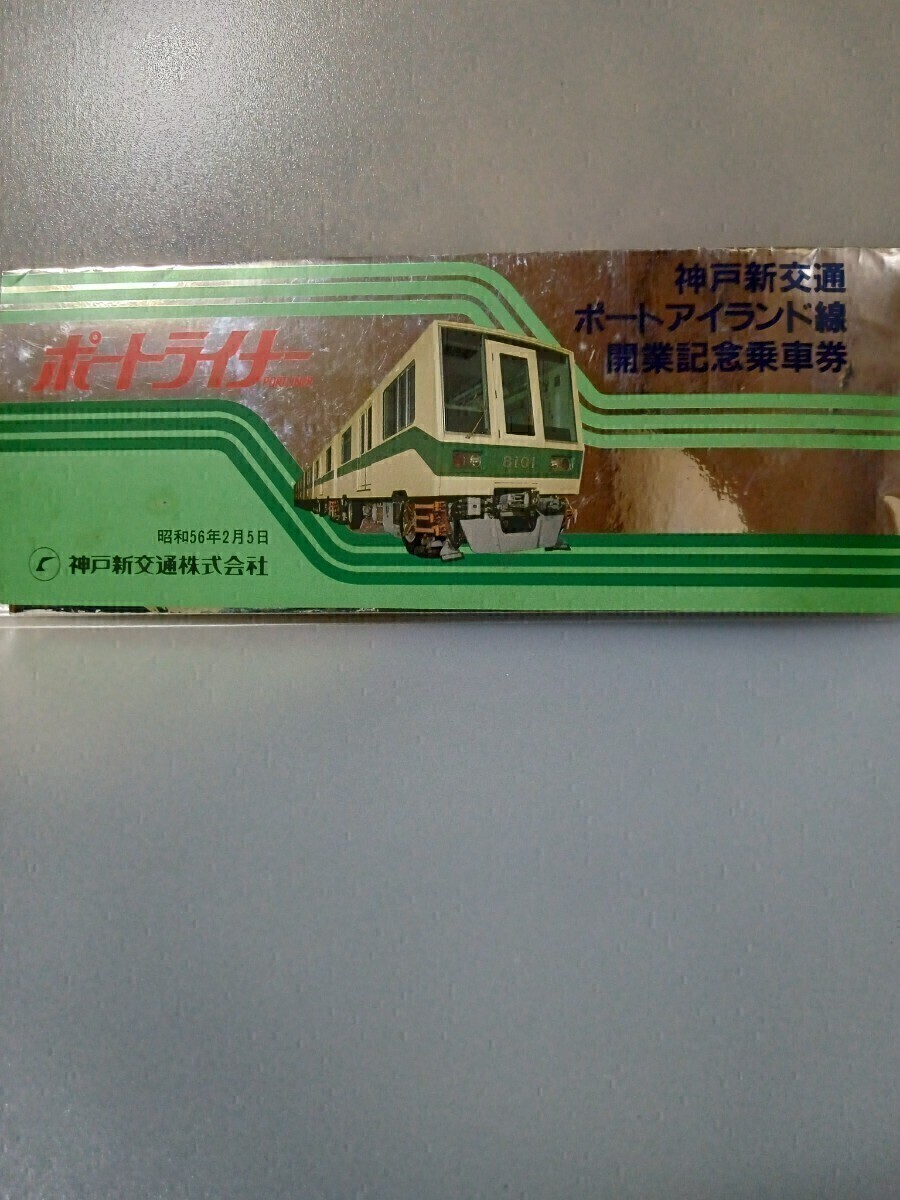 神戸新交通
ポートアイランド線
開業記念乗車券
ポートライナー
PORTLINER
8101
昭和56年2月5日
神戸新交通株式会社